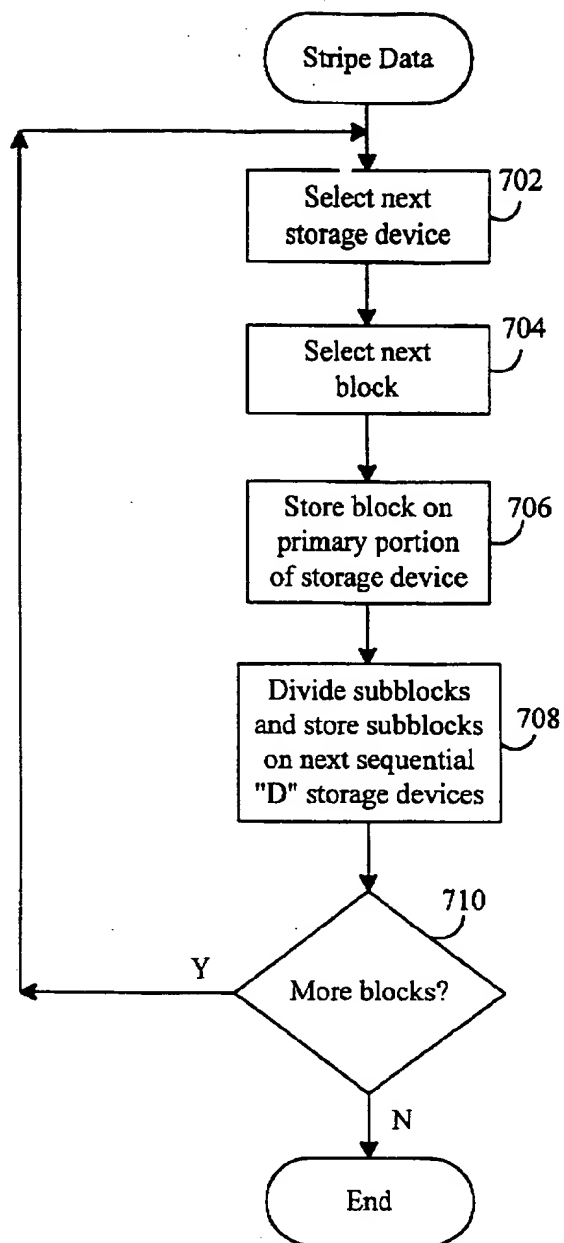 Stripe Data
702
Select next
storage device
704
Select next
block
706
Store block on
primary portion
of storage device
708
Divide subblocks
and store subblocks
on next sequential
"D" storage devices
710
More blocks?
Y
N
End